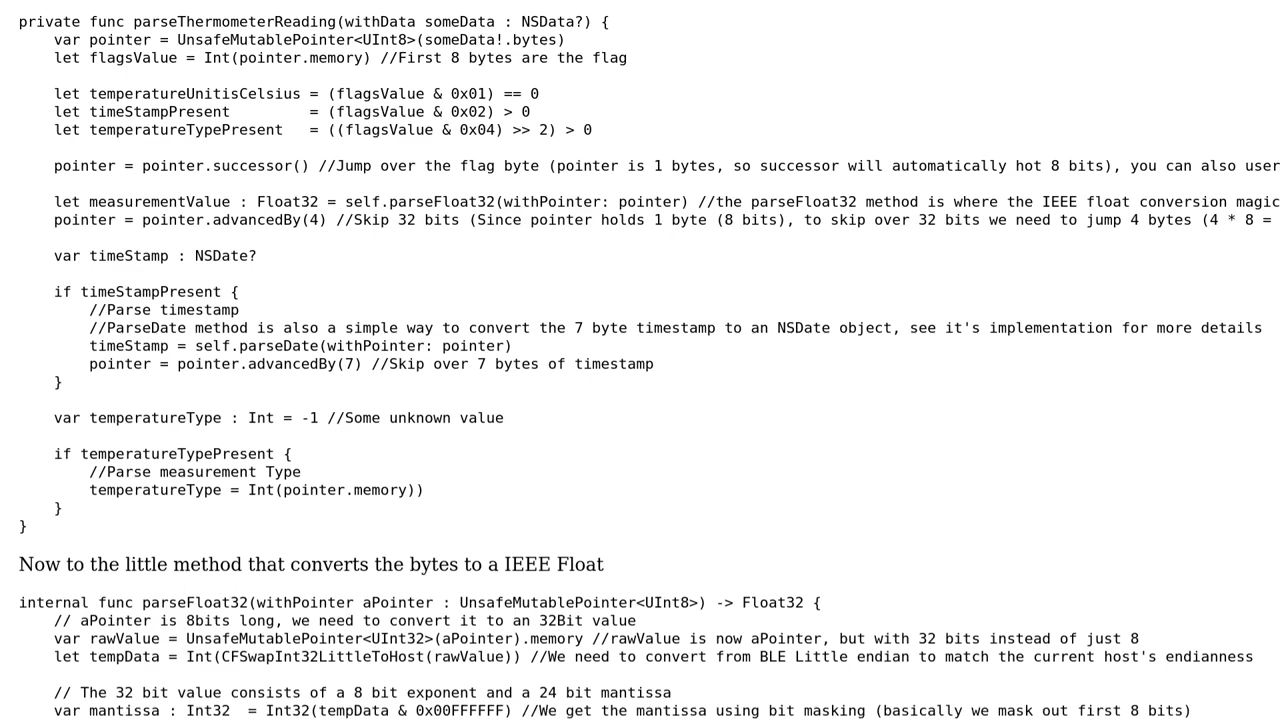 private func parseThermometerReading(withData someData : NSData?) {
    var pointer = UnsafeMutablePointer<UInt8>(someData!.bytes)
    let flagsValue = Int(pointer.memory) //First 8 bytes are the flag

    let temperatureUnitisCelsius = (flagsValue & 0x01) == 0
    let timeStampPresent         = (flagsValue & 0x02) > 0
    let temperatureTypePresent   = ((flagsValue & 0x04) >> 2) > 0

    pointer = pointer.successor() //Jump over the flag byte (pointer is 1 bytes, so successor will automatically hot 8 bits), you can also user

    let measurementValue : Float32 = self.parseFloat32(withPointer: pointer) //the parseFloat32 method is where the IEEE float conversion magic
    pointer = pointer.advancedBy(4) //Skip 32 bits (Since pointer holds 1 byte (8 bits), to skip over 32 bits we need to jump 4 bytes (4 * 8 =

    var timeStamp : NSDate?

    if timeStampPresent {
        //Parse timestamp
        //ParseDate method is also a simple way to convert the 7 byte timestamp to an NSDate object, see it's implementation for more details
        timeStamp = self.parseDate(withPointer: pointer)
        pointer = pointer.advancedBy(7) //Skip over 7 bytes of timestamp
    }

    var temperatureType : Int = -1 //Some unknown value

    if temperatureTypePresent {
        //Parse measurement Type
        temperatureType = Int(pointer.memory))
    }
}

Now to the little method that converts the bytes to a IEEE Float

internal func parseFloat32(withPointer aPointer : UnsafeMutablePointer<UInt8>) -> Float32 {
    // aPointer is 8bits long, we need to convert it to an 32Bit value
    var rawValue = UnsafeMutablePointer<UInt32>(aPointer).memory //rawValue is now aPointer, but with 32 bits instead of just 8
    let tempData = Int(CFSwapInt32LittleToHost(rawValue)) //We need to convert from BLE Little endian to match the current host's endianness

    // The 32 bit value consists of a 8 bit exponent and a 24 bit mantissa
    var mantissa : Int32  = Int32(tempData & 0x00FFFFFF) //We get the mantissa using bit masking (basically we mask out first 8 bits)